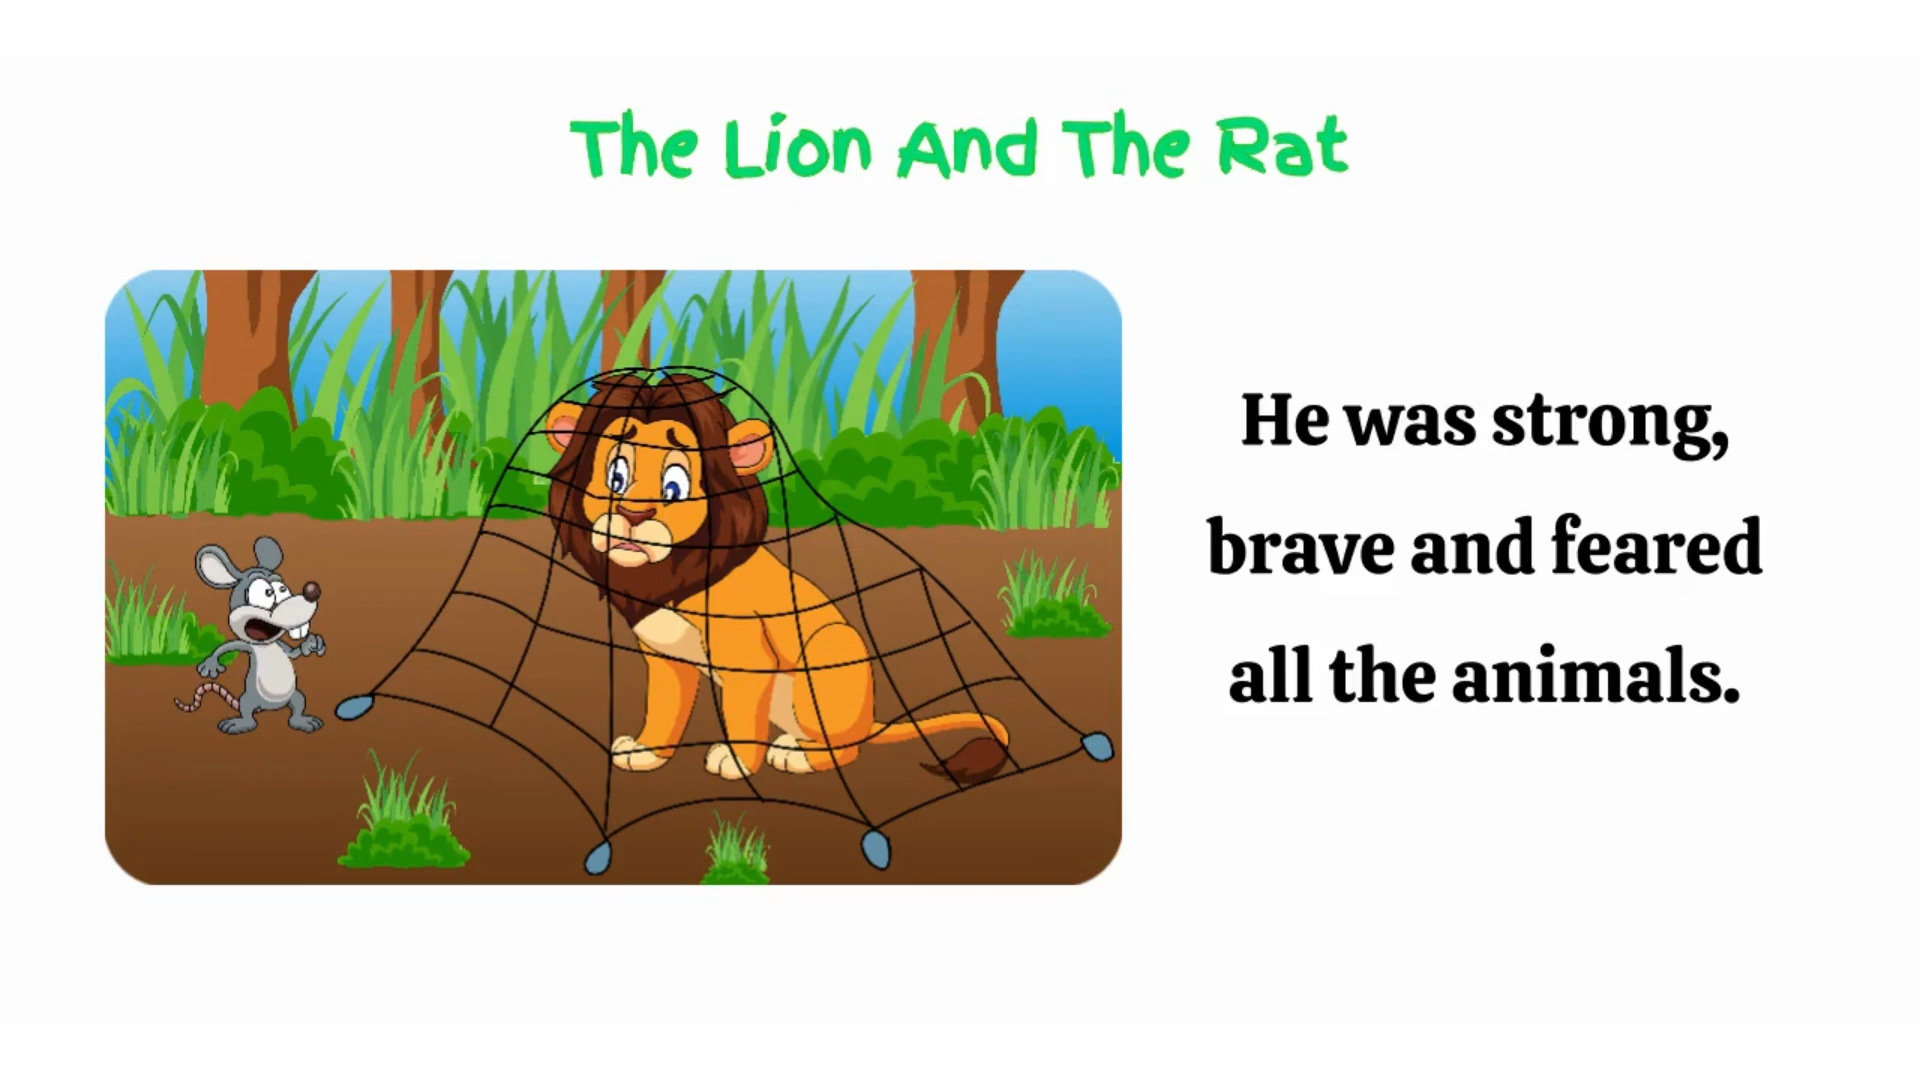 The Lion And The Rat
He was strong,
brave and feared
all the animals.